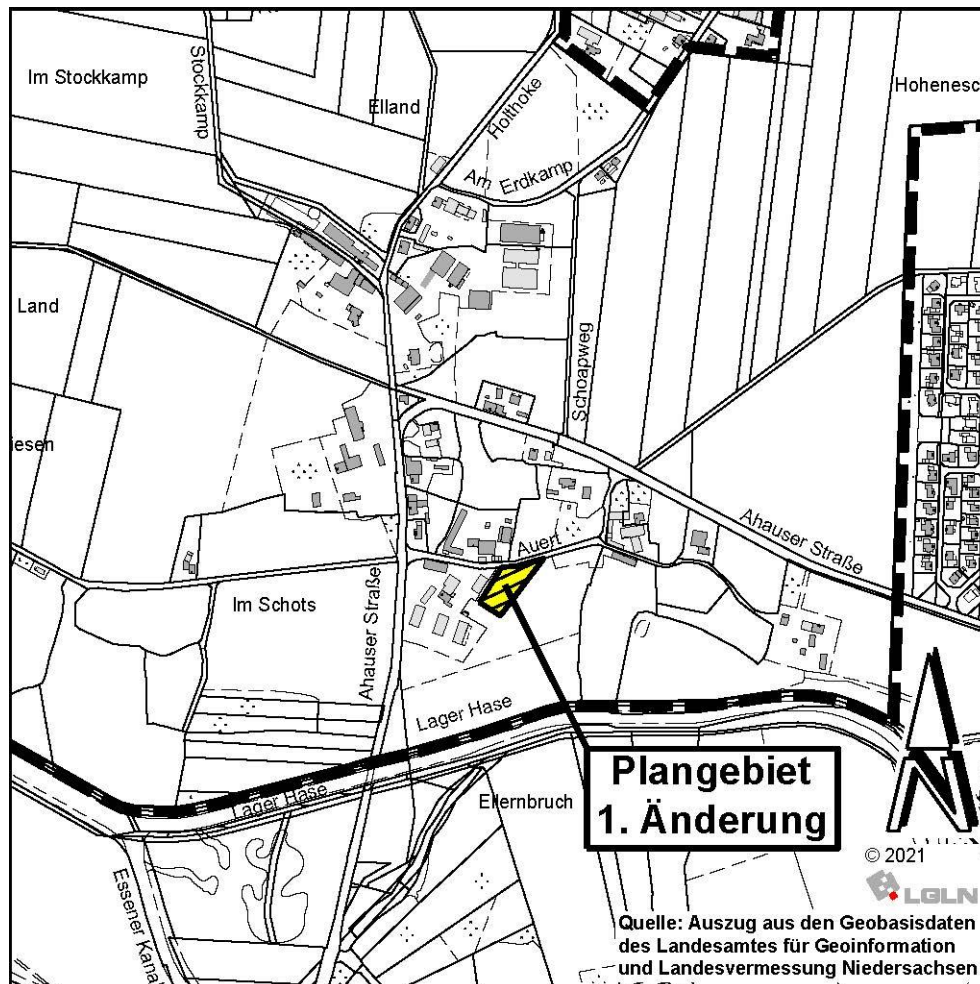 Im Stockkamp
Stockkamp
Elland
Holthöke
Hohenesc
Am Erdkamp
Land
Schoapweg
iesen
Ahauser Straße
Auert
Im Schots
Ahauser Straße
Lager Hase
Lager Hase
Ellernbruch
Plangebiet
1. Änderung
N
Essener Kanal
© 2021
LGLN
Quelle: Auszug aus den Geobasisdaten
des Landesamtes für Geoinformation
und Landesvermessung Niedersachsen